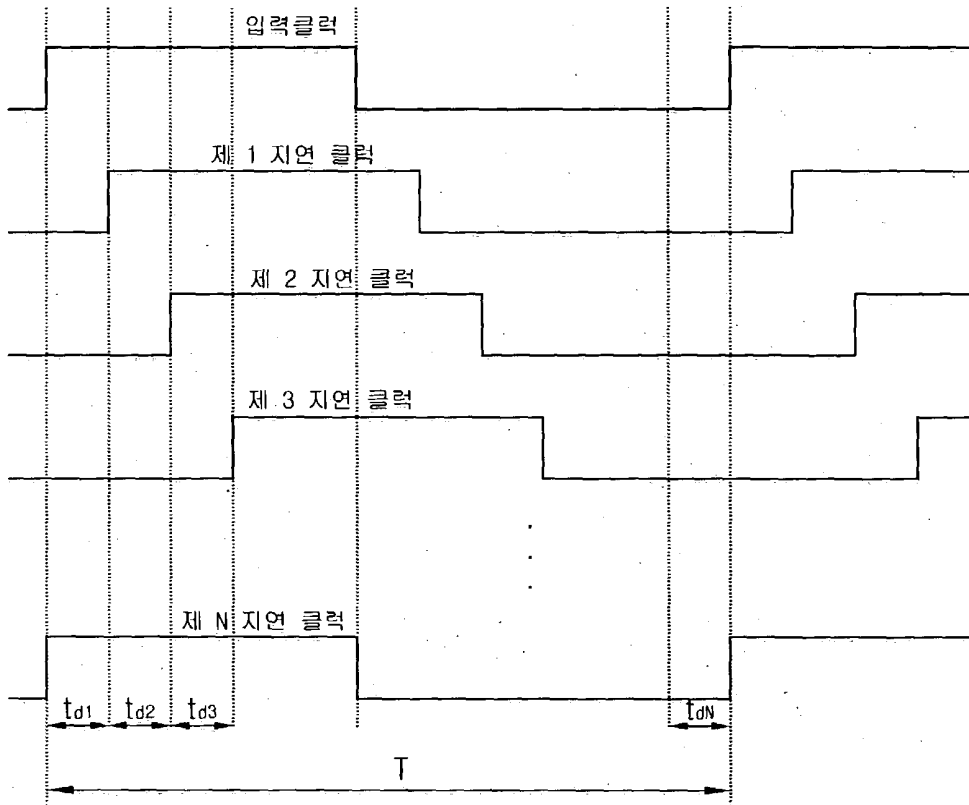 입력클럭
제 1 지연 클럭
제 2 지연 클럭
제 3 지연 클럭
제 N 지연 클럭
td1 td2 td3 tdN
T